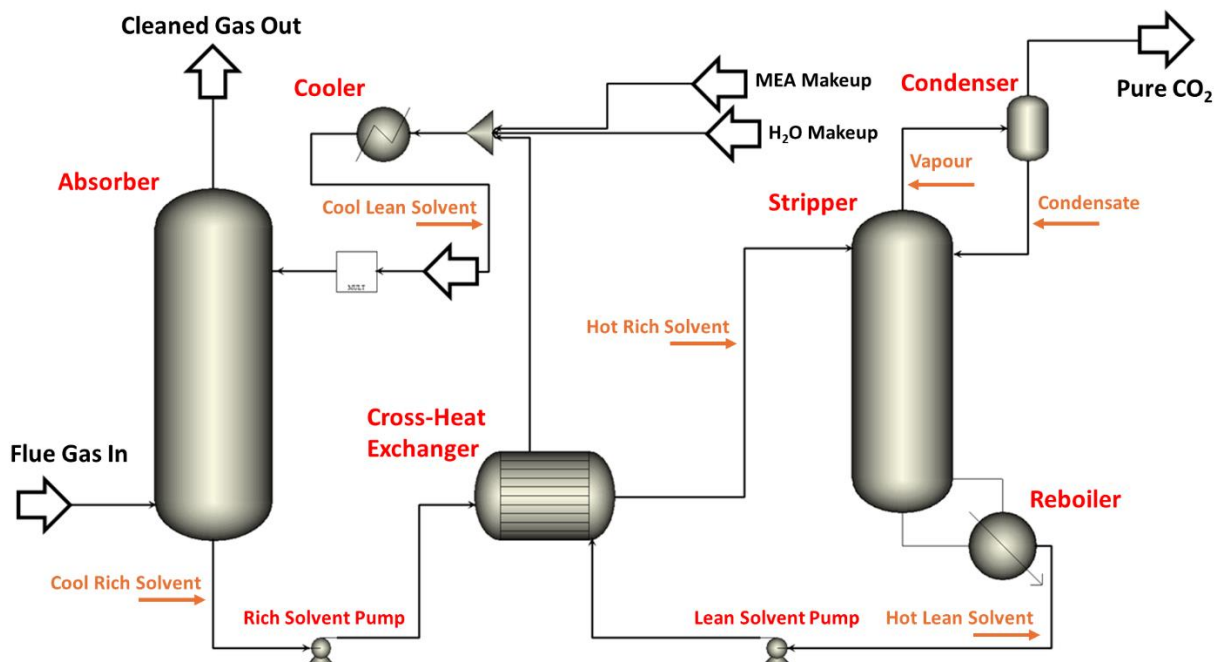 Cleaned Gas Out
Cooler
MEA Makeup
H₂O Makeup
Condenser
Pure CO₂
Vapour
Condensate
Absorber
Cool Lean Solvent
Stripper
MULT
Hot Rich Solvent
Cross-Heat
Exchanger
Flue Gas In
Reboiler
Cool Rich Solvent
Rich Solvent Pump
Lean Solvent Pump
Hot Lean Solvent